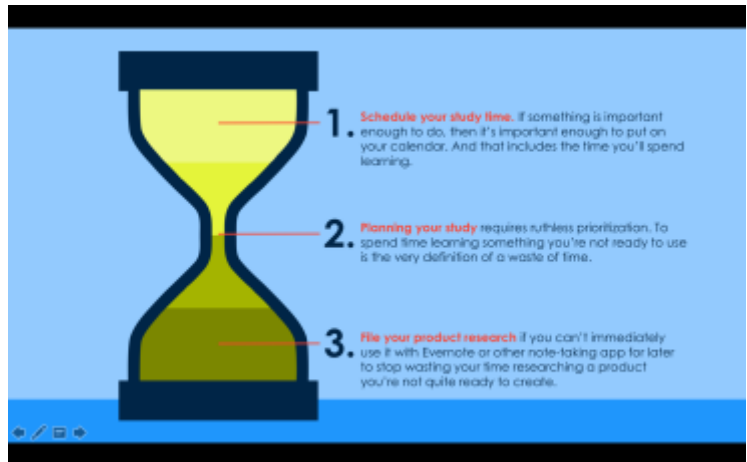 1. Schedule your study time. If something is important
enough to do, then it's important enough to put on
your calendar. And that includes the time you'll spend
learning.
2. Planning your study requires ruthless prioritization. To
spend time learning something you're not ready to use
is the very definition of a waste of time.
3. File your product research if you can't immediately
use it with Evernote or other note-taking app for later
to stop wasting your time researching a product
you're not quite ready to create.